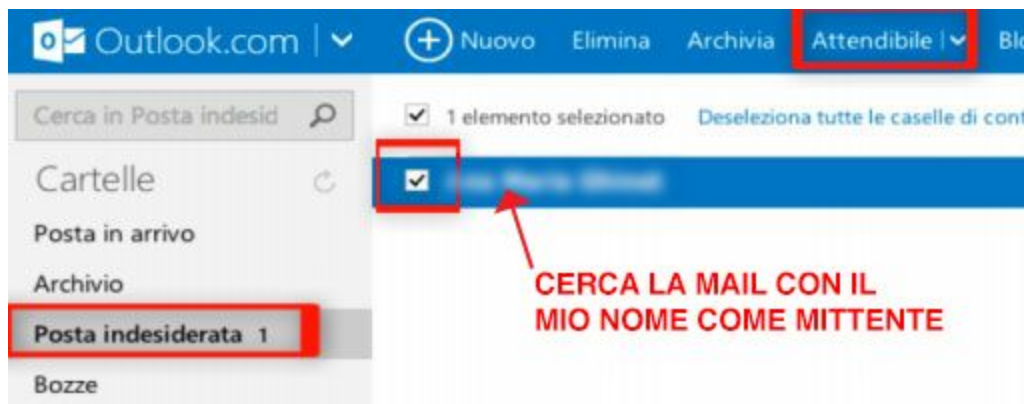 Outlook.com
Nuovo Elimina Archivia Attendibile
Cerca in Posta indesid
1 elemento selezionato Deseleziona tutte le caselle di cont
Cartelle
Posta in arrivo
Archivio
CERCA LA MAIL CON IL
MIO NOME COME MITTENTE
Posta indesiderata 1
Bozze